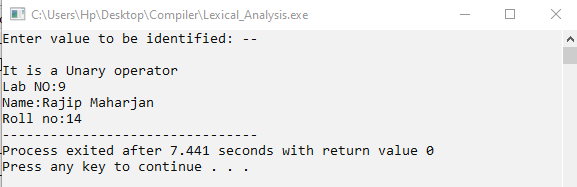 C:\Users\Hp\Desktop\Compiler\Lexical_Analysis.exe
Enter value to be identified: --
It is a Unary operator
Lab NO:9
Name:Rajip Maharjan
Roll no:14
--------------------------------
Process exited after 7.441 seconds with return value 0
Press any key to continue . . .